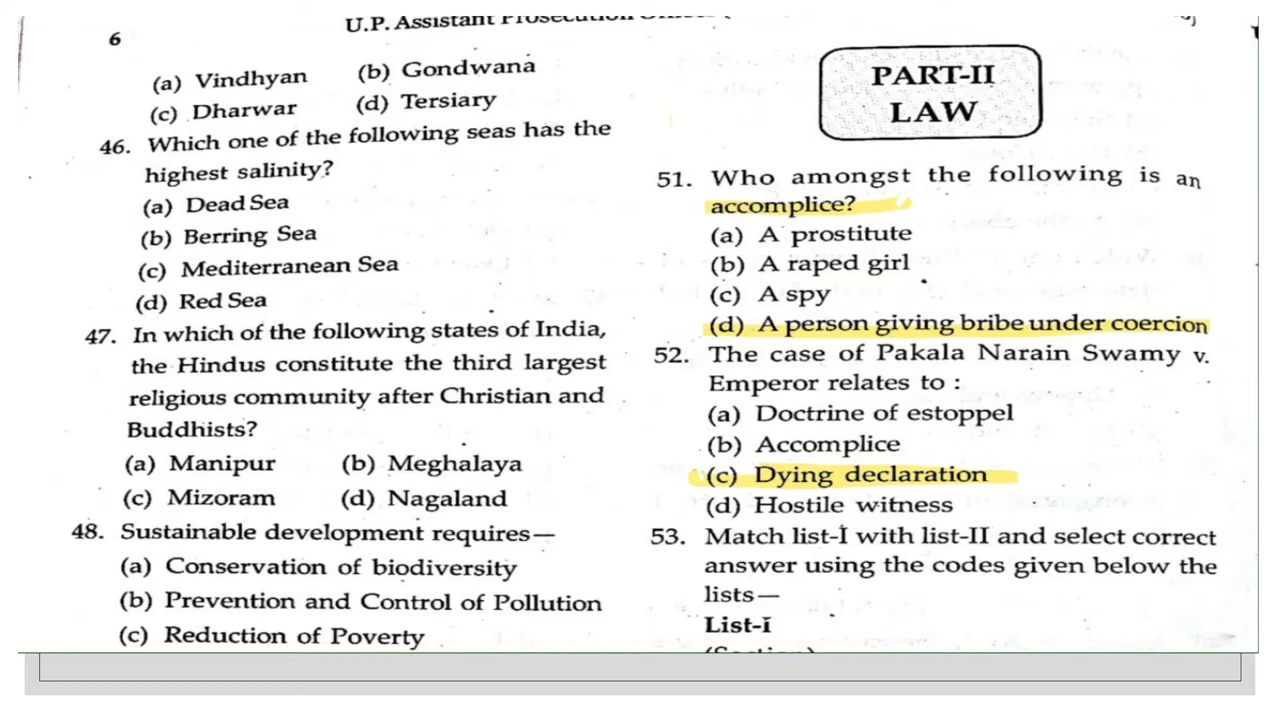 6
U.P. Assistant Prosecution
(a) Vindhyan (b) Gondwana
(c) Dharwar (d) Tersiary
46. Which one of the following seas has the
highest salinity?
(a) Dead Sea
(b) Berring Sea
(c) Mediterranean Sea
(d) Red Sea
47. In which of the following states of India,
the Hindus constitute the third largest
religious community after Christian and
Buddhists?
(a) Manipur (b) Meghalaya
(c) Mizoram (d) Nagaland
48. Sustainable development requires—
(a) Conservation of biodiversity
(b) Prevention and Control of Pollution
(c) Reduction of Poverty
PART-II
LAW
51. Who amongst the following is an
accomplice?
(a) A prostitute
(b) A raped girl
(c) A spy
(d) A person giving bribe under coercion
52. The case of Pakala Narain Swamy v.
Emperor relates to :
(a) Doctrine of estoppel
(b) Accomplice
(c) Dying declaration
(d) Hostile witness
53. Match list-I with list-II and select correct
answer using the codes given below the
lists—
List-I